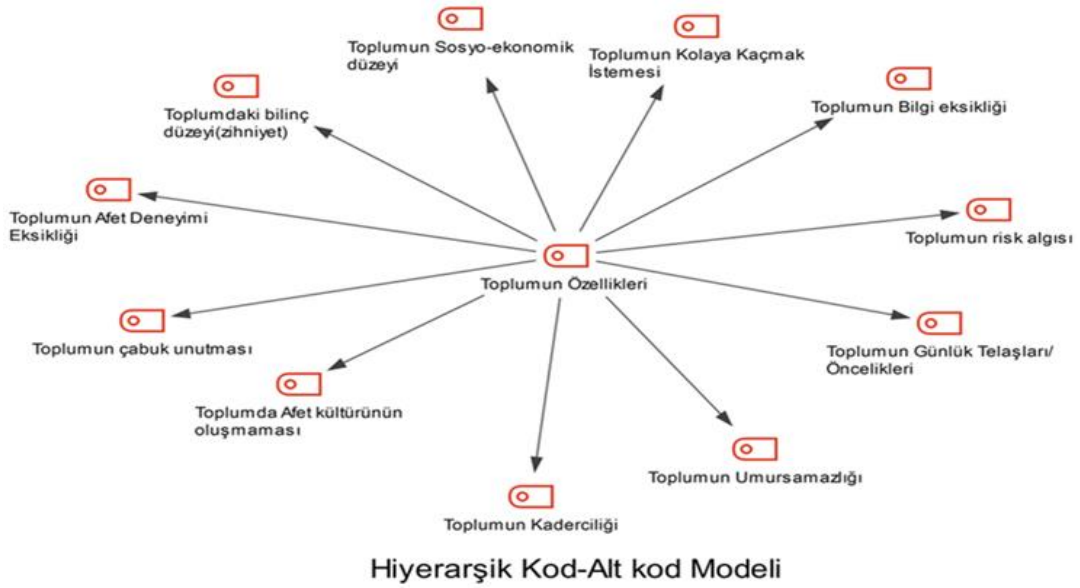 Toplumun Sosyo-ekonomik
düzeyi
Toplumun Kolaya Kaçmak
İstemesi
Toplumun Bilgi eksikliği
Toplumdaki bilinç
düzeyi(zihniyet)
Toplumun Afet Deneyimi
Eksikliği
Toplumun risk algısı
Toplumun Özellikleri
Toplumun çabuk unutması
Toplumun Günlük Telaşları/
Öncelikleri
Toplumda Afet kültürünün
oluşmaması
Toplumun Umursamazlığı
Toplumun Kaderciliği
Hiyerarşik Kod-Alt kod Modeli